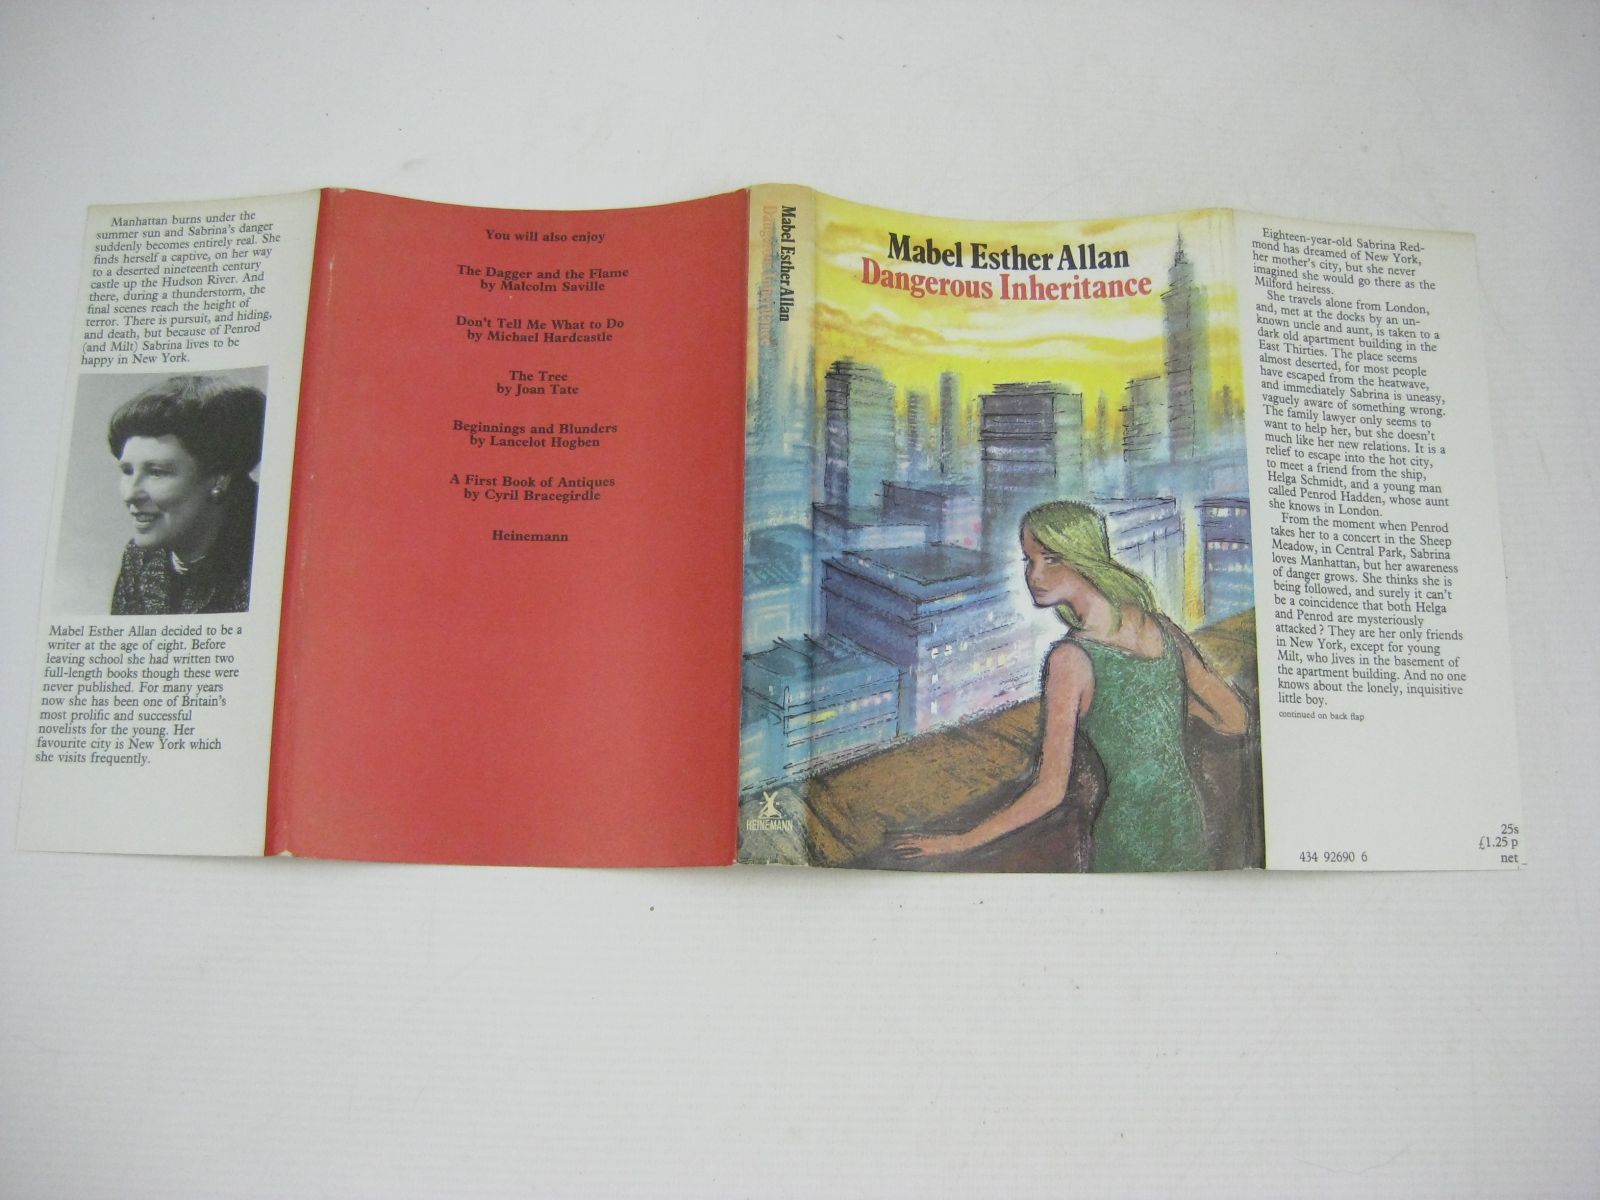 Manhattan burns under the
summer sun and Sabrina's danger
suddenly becomes entirely real. She
finds herself a captive, on her way
to a deserted nineteenth century
castle up the Hudson River. And
there, during a thunderstorm, the
final scenes reach the height of
terror. There is pursuit, and hiding,
and death, but because of Penrod
(and Milt) Sabrina lives to be
happy in New York.
Mabel Esther Allan decided to be a
writer at the age of eight. Before
leaving school she had written two
full-length books though these were
never published. For many years
now she has been one of Britain's
most prolific and successful
novelists for the young. Her
favourite city is New York which
she visits frequently.
You will also enjoy
The Dagger and the Flame
by Malcolm Saville
Don't Tell Me What to Do
by Michael Hardcastle
The Tree
by Joan Tate
Beginnings and Blunders
by Lancelot Hogben
A First Book of Antiques
by Cyril Bracegirdle
Heinemann
Mabel Esther Allan
Dangerous Inheritance
HEINEMANN
Mabel Esther Allan
Dangerous Inheritance
Eighteen-year-old Sabrina Red-
mond has dreamed of New York,
her mother's city, but she never
imagined she would go there as the
Milford heiress.
She travels alone from London,
and, met at the docks by an un-
known uncle and aunt, is taken to a
dark old apartment building in the
East Thirties. The place seems
almost deserted, for most people
have escaped from the heatwave,
and immediately Sabrina is uneasy,
vaguely aware of something wrong.
The family lawyer only seems to
want to help her, but she doesn't
much like her new relations. It is a
relief to escape into the hot city,
to meet a friend from the ship,
Helga Schmidt, and a young man
called Penrod Hadden, whose aunt
she knows in London.
From the moment when Penrod
takes her to a concert in the Sheep
Meadow, in Central Park, Sabrina
loves Manhattan, but her awareness
of danger grows. She thinks she is
being followed, and surely it can't
be a coincidence that both Helga
and Penrod are mysteriously
attacked? They are her only friends
in New York, except for young
Milt, who lives in the basement of
the apartment building. And no one
knows about the lonely, inquisitive
little boy.
continued on back flap
25s
£1.25 p
434 92690 6 net